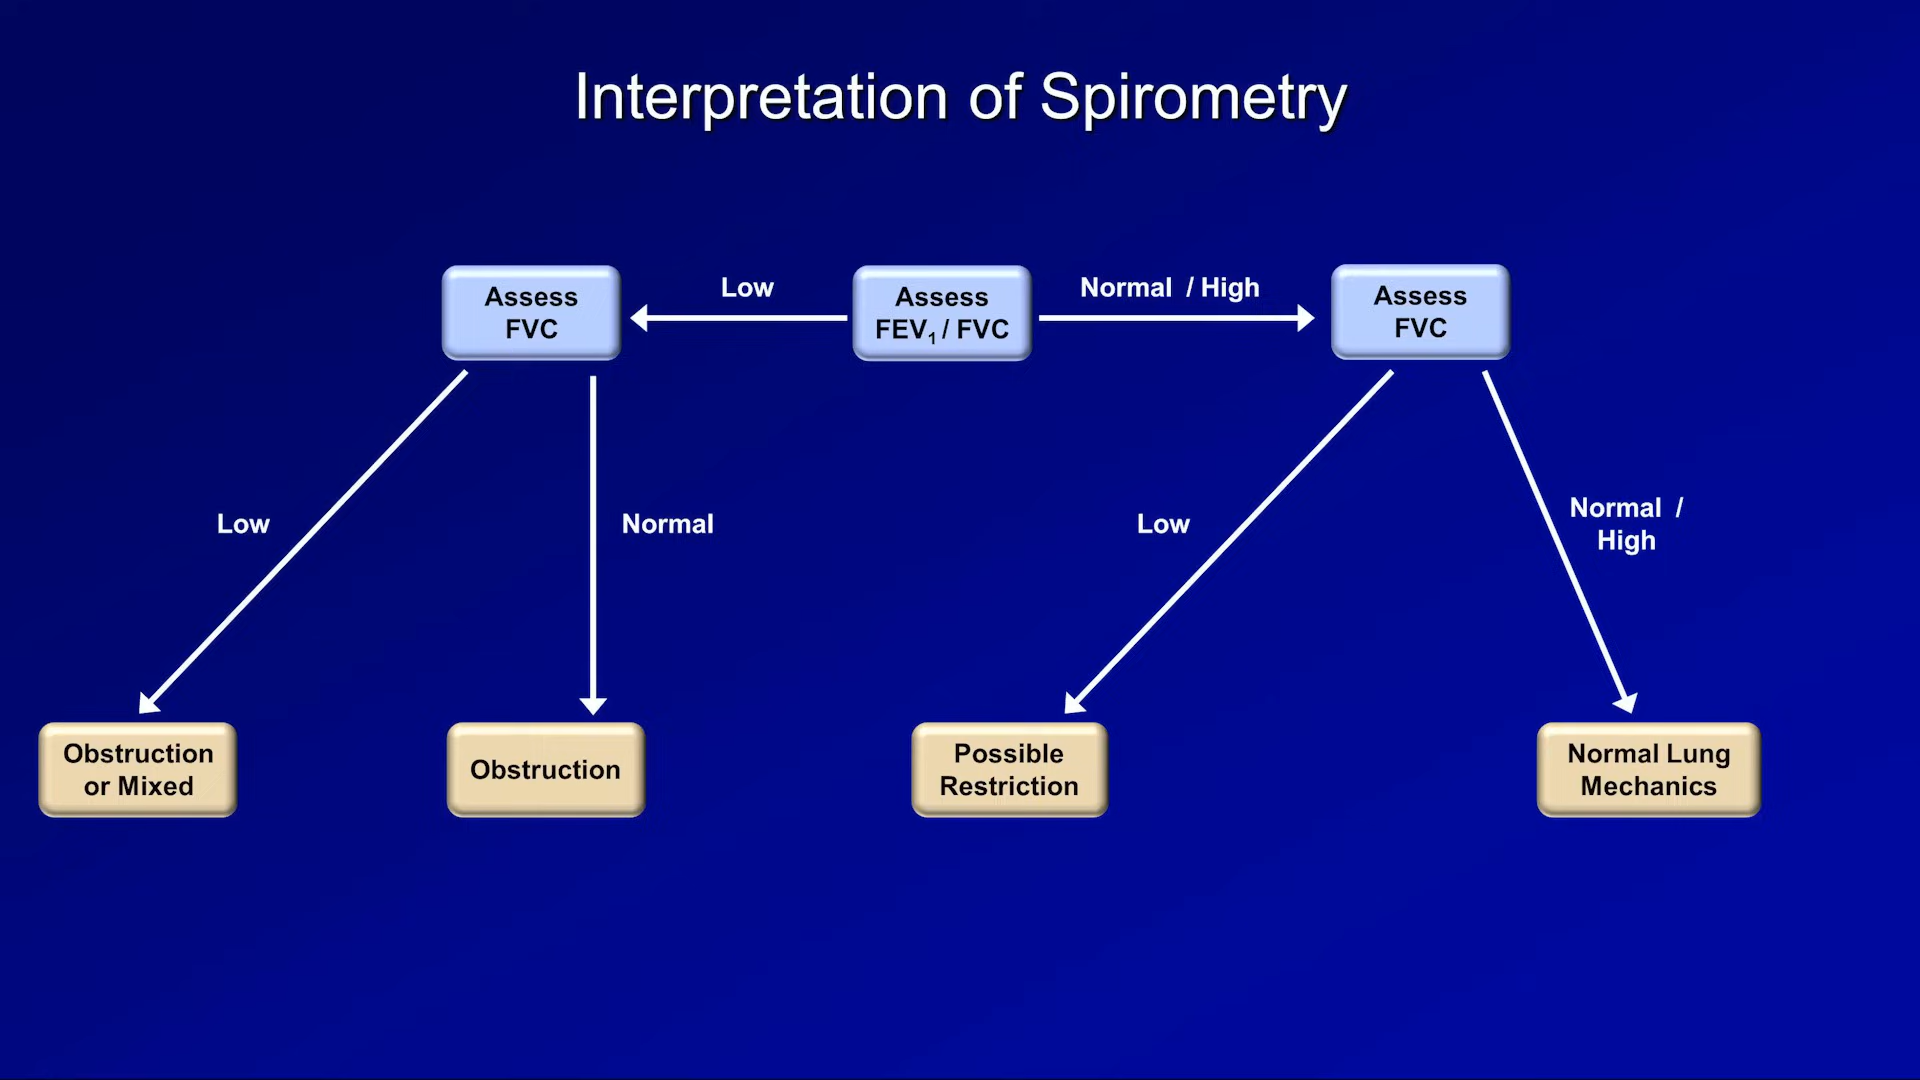 Interpretation of Spirometry
Assess
FVC
Low
Assess
FEV₁ / FVC
Normal / High
Assess
FVC
Low
Normal
Low
Normal /
High
Obstruction
or Mixed
Obstruction
Possible
Restriction
Normal Lung
Mechanics